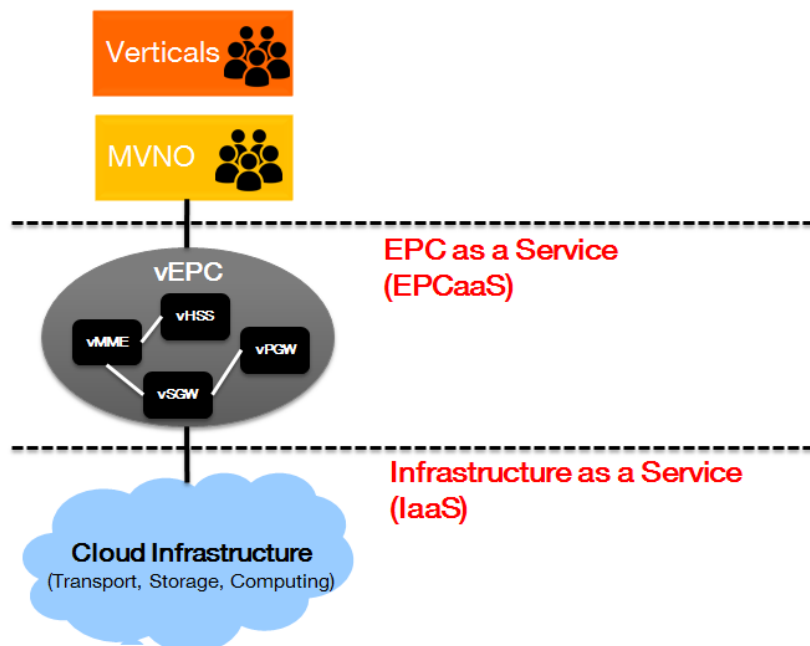 Verticals
MVNO
EPC as a Service
(EPCaaS)
vEPC
vHSS
vMME
vPGW
vSGW
Infrastructure as a Service
(IaaS)
Cloud Infrastructure
(Transport, Storage, Computing)